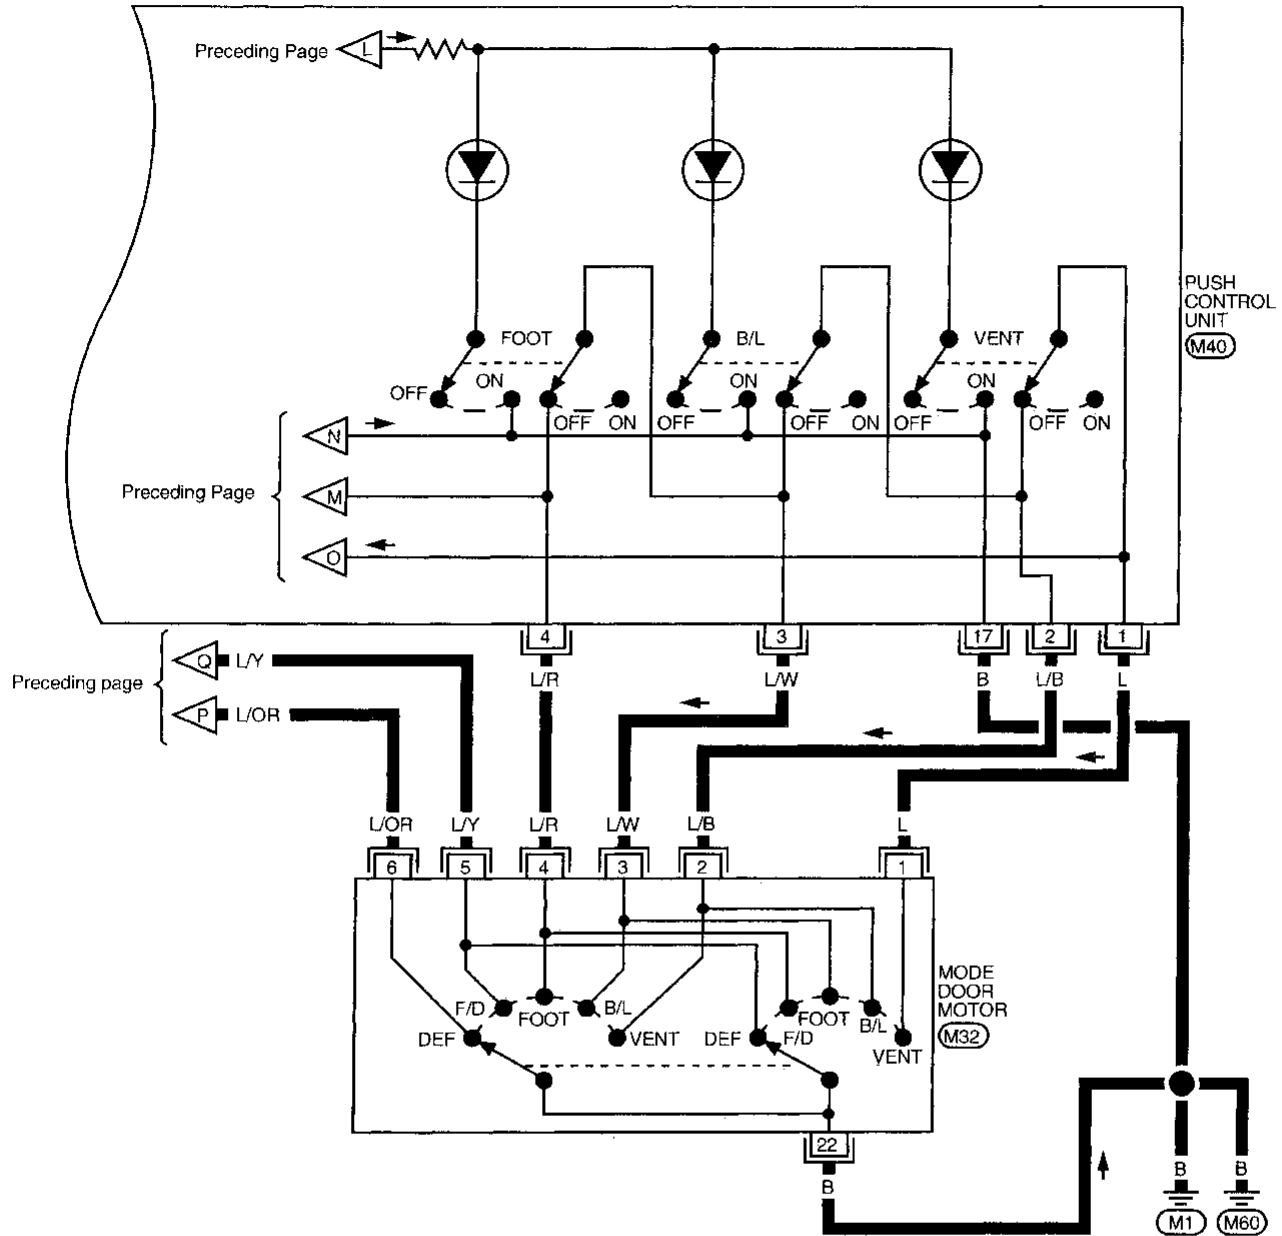 Preceding Page L
PUSH
CONTROL
UNIT
M40
FOOT B/L VENT
OFF ON ON ON
OFF ON OFF OFF ON OFF OFF ON
N
Preceding Page M
O
4 3 17 2 1
Preceding page
Q L/Y
P L/OR
L/R L/W B L/B L
L/OR L/Y L/R L/W L/B L
6 5 4 3 2 1
MODE
DOOR
MOTOR
M32
F/D FOOT B/L
DEF VENT
DEF F/D FOOT B/L
VENT
22
B
B B
M1 M60